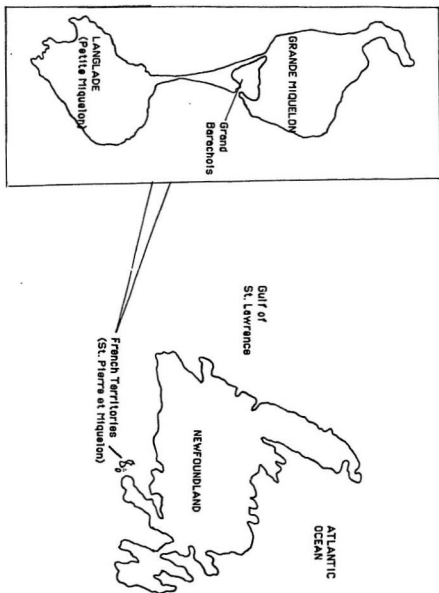 GRANDE MIQUELON
Grand
Barachois
LANGLADE
(Petite Miquelon)
ATLANTIC
OCEAN
Gulf of
St. Lawrence
NEWFOUNDLAND
French Territories
(St. Pierre et Miquelon)